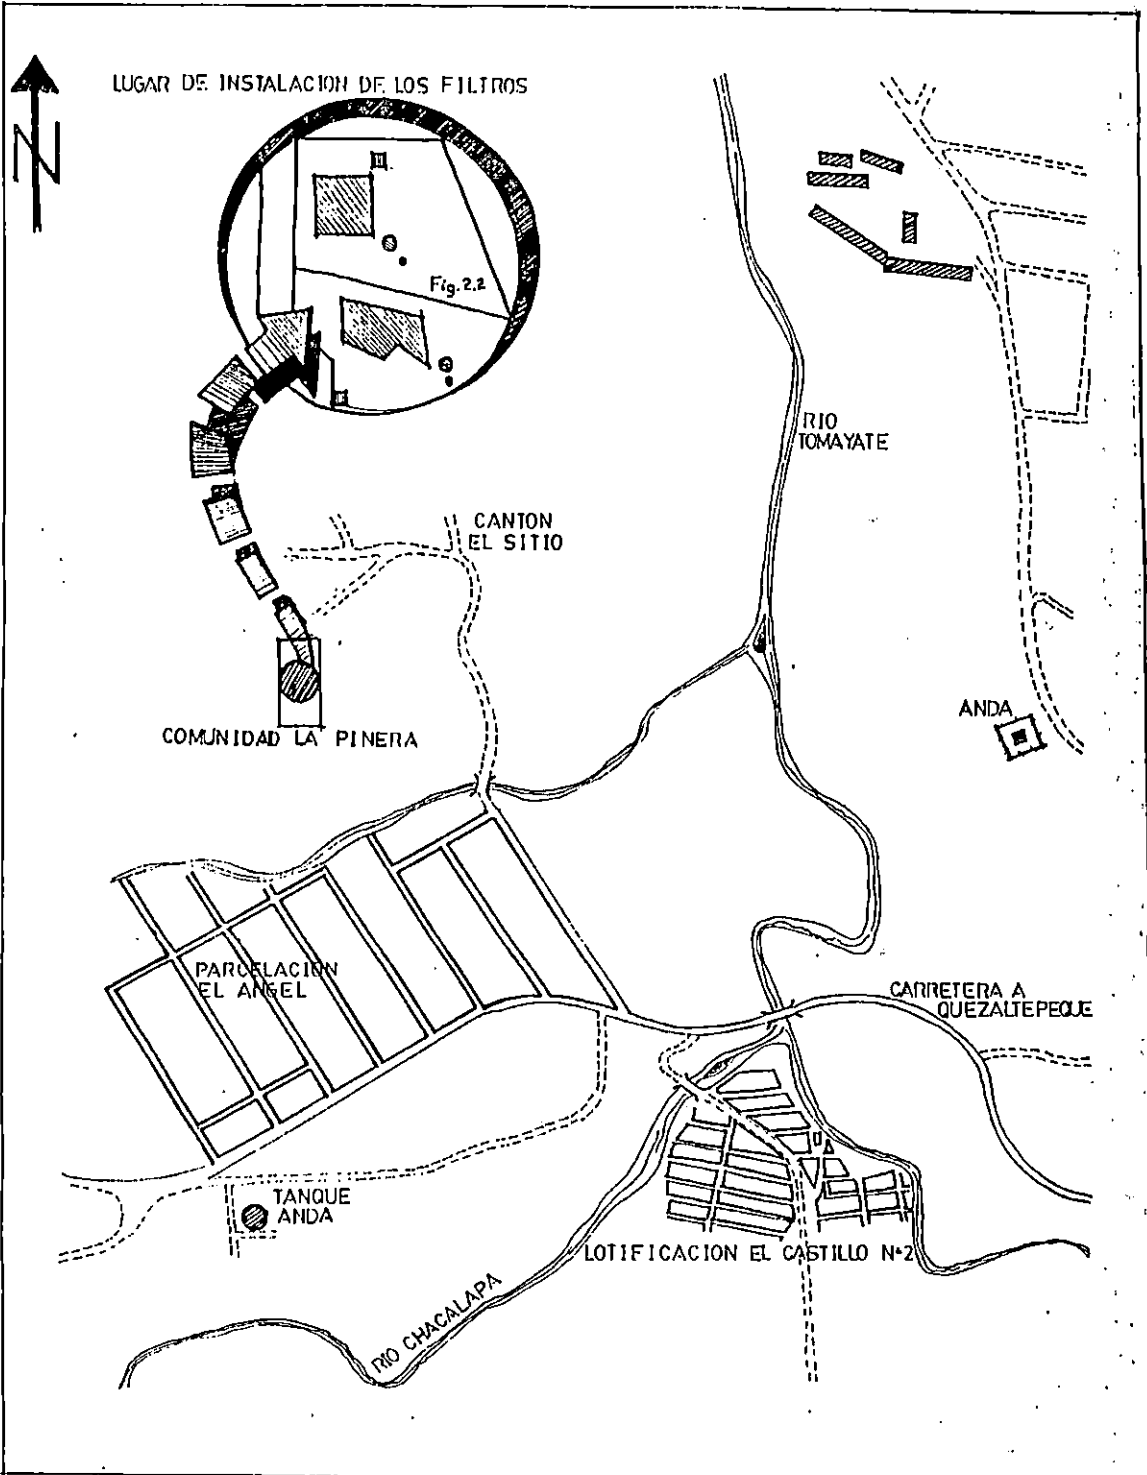 N
LUGAR DE INSTALACION DE LOS FILTROS
Fig. 2.2
RIO
TOMAYATE
CANTON
EL SITIO
ANDA
COMUNIDAD LA PINERA
PARCELACION
EL ANGEL
CARRETERA A
QUEZALTEPEQUE
TANQUE
ANDA
LOTIFICACION EL CASTILLO Nº2
RIO CHACALAPA